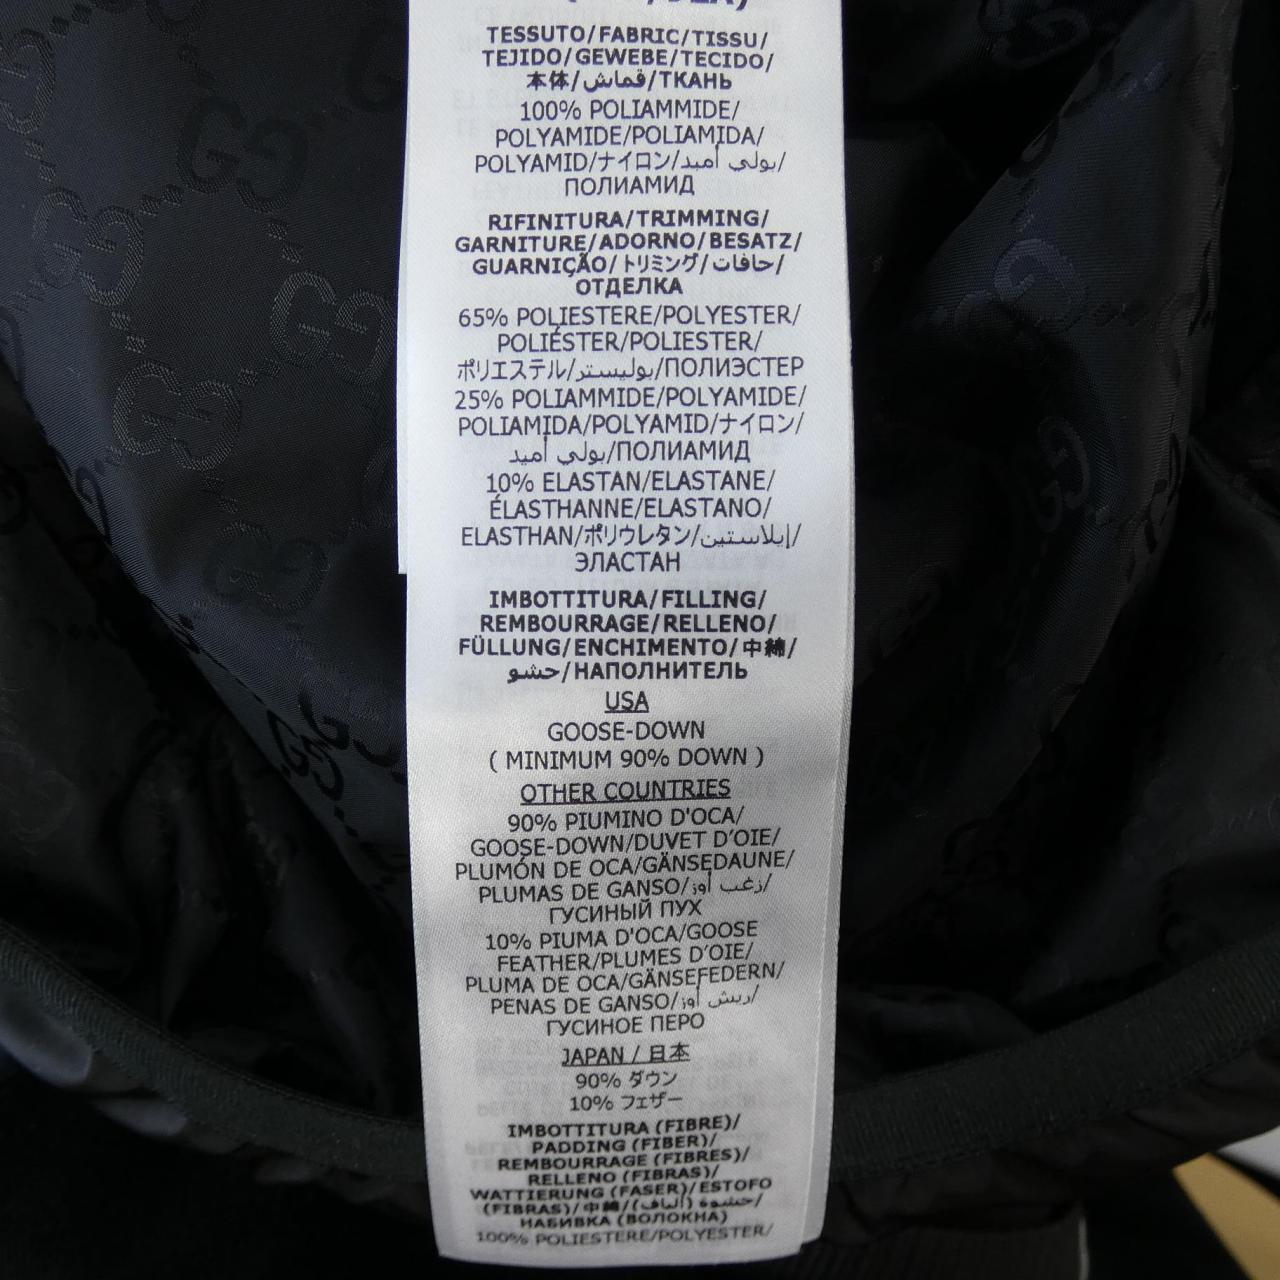 TESSUTO/FABRIC/TISSU/
TEJIDO/GEWEBE/TECIDO/
本体/قماش/ТКАНЬ
100% POLIAMMIDE/
POLYAMIDE/POLIAMIDA/
POLYAMID/ナイロン/بولي أميد/
ПОЛИАМИД
RIFINITURA/TRIMMING/
GARNITURE/ADORNO/BESATZ/
GUARNIÇÃO/トリミング/حافات/
ОТДЕЛКА
65% POLIESTERE/POLYESTER/
POLIÉSTER/POLIESTER/
ポリエステル/بوليستر/ПОЛИЭСТЕР
25% POLIAMMIDE/POLYAMIDE/
POLIAMIDA/POLYAMID/ナイロン/
بولي أميد/ПОЛИАМИД
10% ELASTAN/ELASTANE/
ÉLASTHANNE/ELASTANO/
ELASTHAN/ポリウレタン/إيلاستين/
ЭЛАСТАН
IMBOTTITURA/FILLING/
REMBOURRAGE/RELLENO/
FÜLLUNG/ENCHIMENTO/中綿/
حشو/НАПОЛНИТЕЛЬ
USA
GOOSE-DOWN
( MINIMUM 90% DOWN )
OTHER COUNTRIES
90% PIUMINO D'OCA/
GOOSE-DOWN/DUVET D'OIE/
PLUMÓN DE OCA/GÄNSEDAUNE/
PLUMAS DE GANSO/زغب أوز/
ГУСИНЫЙ ПУХ
10% PIUMA D'OCA/GOOSE
FEATHER/PLUMES D'OIE/
PLUMA DE OCA/GÄNSEFEDERN/
PENAS DE GANSO/ريش أوز/
ГУСИНОЕ ПЕРО
JAPAN / 日本
90% ダウン
10% フェザー
IMBOTTITURA (FIBRE)/
PADDING (FIBER)/
REMBOURRAGE (FIBRES)/
RELLENO (FIBRAS)/
WATTIERUNG (FASER)/ESTOFO
(FIBRAS)/中綿/حشوة (ألياف)/
НАБИВКА (ВОЛОКНА)
100% POLIESTERE/POLYESTER/